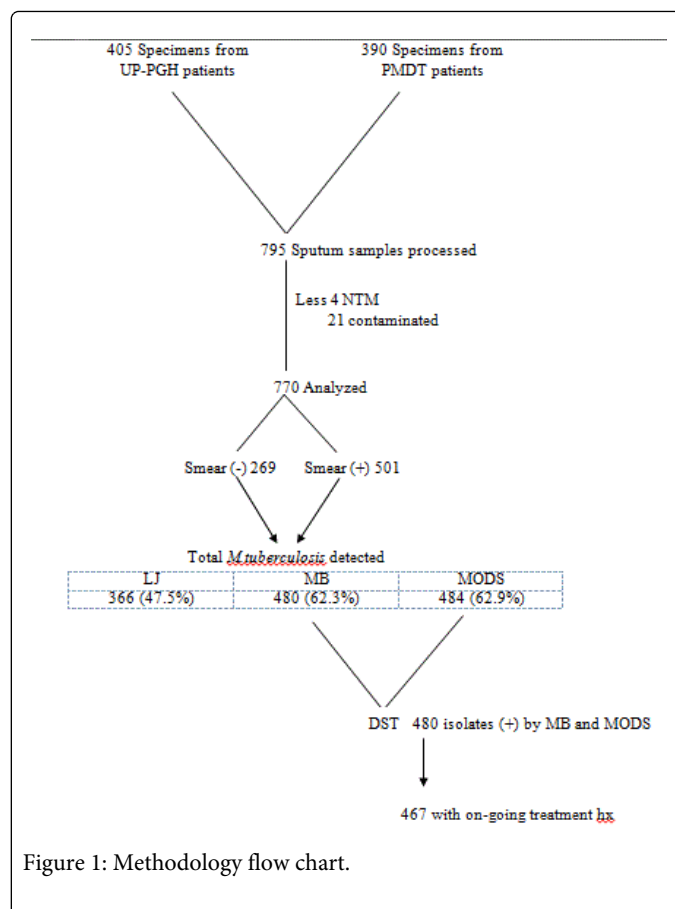 405 Specimens from
UP-PGH patients
390 Specimens from
PMDT patients
795 Sputum samples processed
Less 4 NTM
21 contaminated
770 Analyzed
Smear (-) 269 Smear (+) 501
Total M tuberculosis detected
LJ MB MODS
366 (47.5%) 480 (62.3%) 484 (62.9%)
DST 480 isolates (+) by MB and MODS
467 with on-going treatment hx
Figure 1: Methodology flow chart.